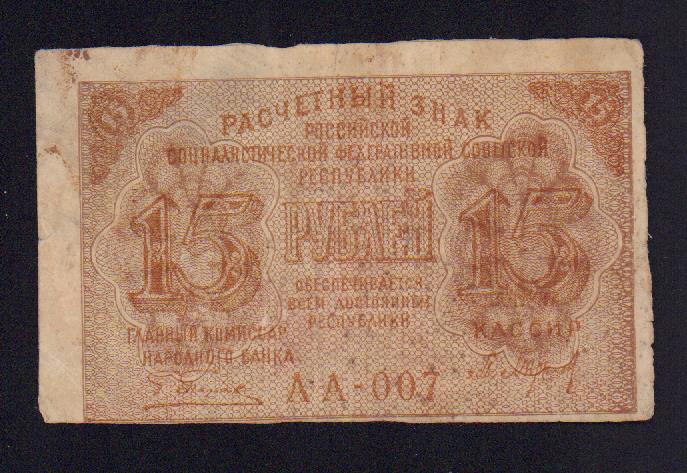 15 15
РАСЧЕТНЫЙ ЗНАК
РОССИЙСКОЙ
СОЦИАЛИСТИЧЕСКОЙ ФЕДЕРАТИВНОЙ СОВЕТСКОЙ
РЕСПУБЛИКИ
15 РУБЛЕЙ 15
ОБЕСПЕЧИВАЕТСЯ
ВСЕМ ДОСТОЯНИЕМ
РЕСПУБЛИКИ
ГЛАВНЫЙ КОМИССАР
НАРОДНОГО БАНКА
КАССИР
АА-007